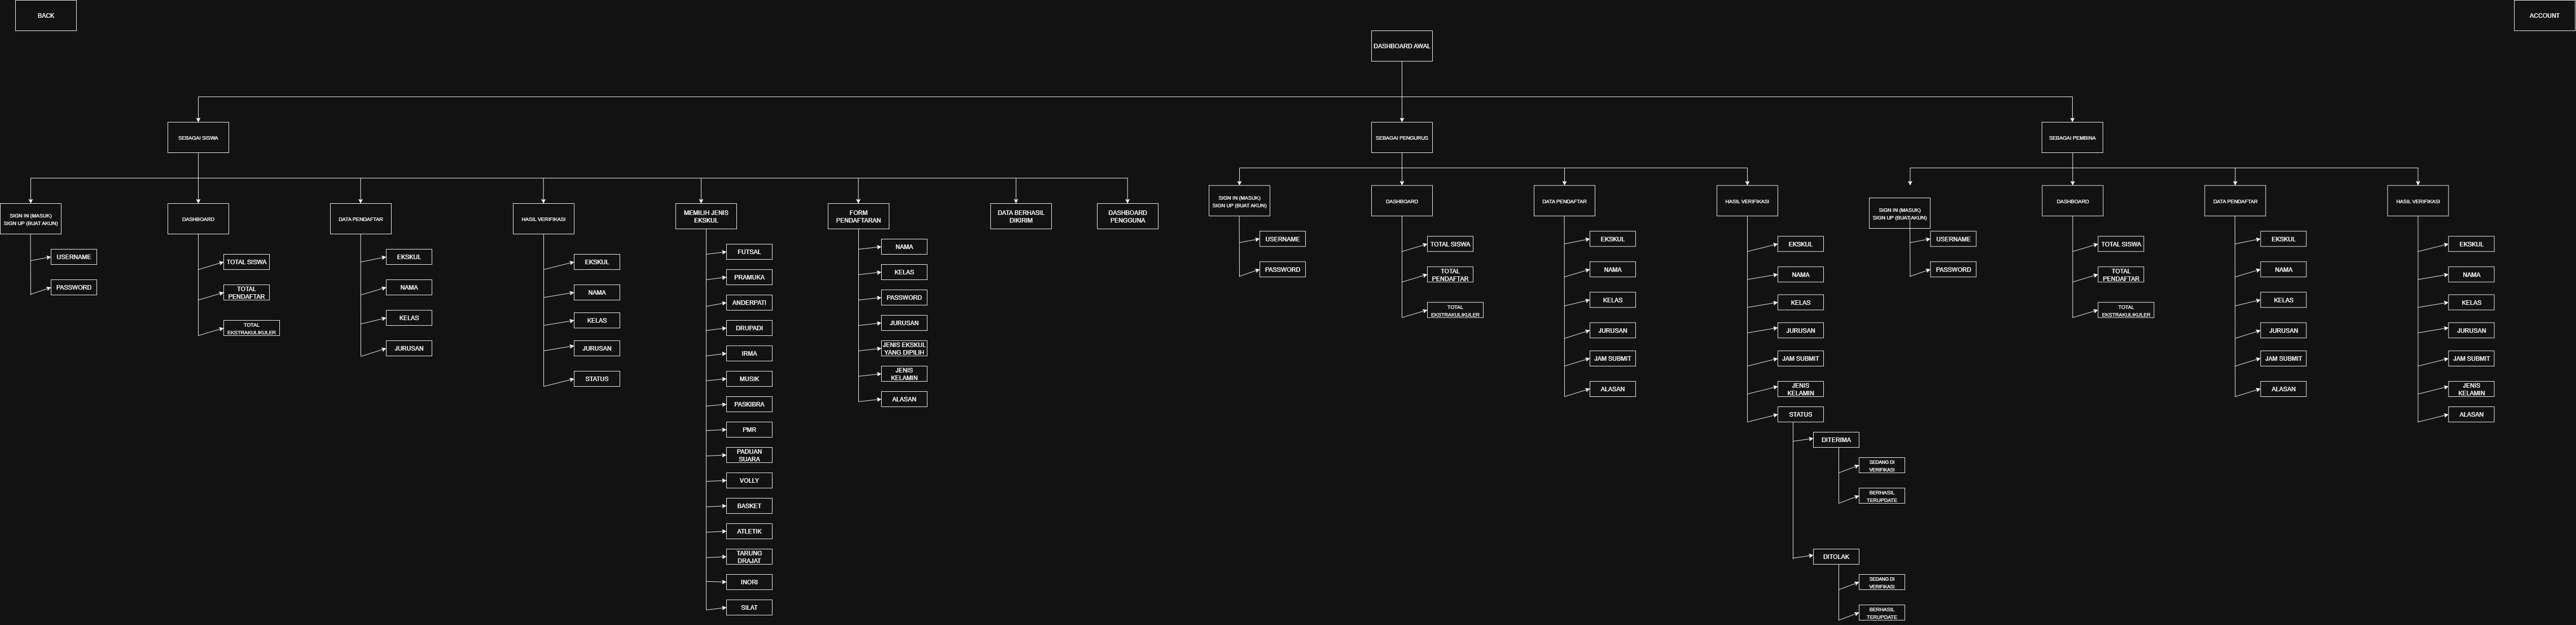 BACK
ACCOUNT
DASHBOARD AWAL
SEBAGAI SISWA
SEBAGAI PENGURUS
SEBAGAI PEMBINA
SIGN IN (MASUK)
SIGN UP (BUAT AKUN)
USERNAME
PASSWORD
DASHBOARD
TOTAL SISWA
TOTAL
PENDAFTAR
TOTAL
EKSTRAKULIKULER
DATA PENDAFTAR
EKSKUL
NAMA
KELAS
JURUSAN
HASIL VERIFIKASI
EKSKUL
NAMA
KELAS
JURUSAN
STATUS
MEMILIH JENIS
EKSKUL
FUTSAL
PRAMUKA
ANDERPATI
DRUPADI
IRMA
MUSIK
PASKIBRA
PMR
PADUAN
SUARA
VOLLY
BASKET
ATLETIK
TARUNG
DRAJAT
INORI
SILAT
FORM
PENDAFTARAN
NAMA
KELAS
PASSWORD
JURUSAN
JENIS EKSKUL
YANG DIPILIH
JENIS
KELAMIN
ALASAN
DATA BERHASIL
DIKIRIM
DASHBOARD
PENGGUNA
SIGN IN (MASUK)
SIGN UP (BUAT AKUN)
USERNAME
PASSWORD
DASHBOARD
TOTAL SISWA
TOTAL
PENDAFTAR
TOTAL
EKSTRAKULIKULER
DATA PENDAFTAR
EKSKUL
NAMA
KELAS
JURUSAN
JAM SUBMIT
ALASAN
HASIL VERIFIKASI
EKSKUL
NAMA
KELAS
JURUSAN
JAM SUBMIT
JENIS
KELAMIN
STATUS
DITERIMA
SEDANG DI
VERIFIKASI
BERHASIL
TERUPDATE
DITOLAK
SEDANG DI
VERIFIKASI
BERHASIL
TERUPDATE
SIGN IN (MASUK)
SIGN UP (BUAT AKUN)
USERNAME
PASSWORD
DASHBOARD
TOTAL SISWA
TOTAL
PENDAFTAR
TOTAL
EKSTRAKULIKULER
DATA PENDAFTAR
EKSKUL
NAMA
KELAS
JURUSAN
JAM SUBMIT
ALASAN
HASIL VERIFIKASI
EKSKUL
NAMA
KELAS
JURUSAN
JAM SUBMIT
JENIS
KELAMIN
ALASAN